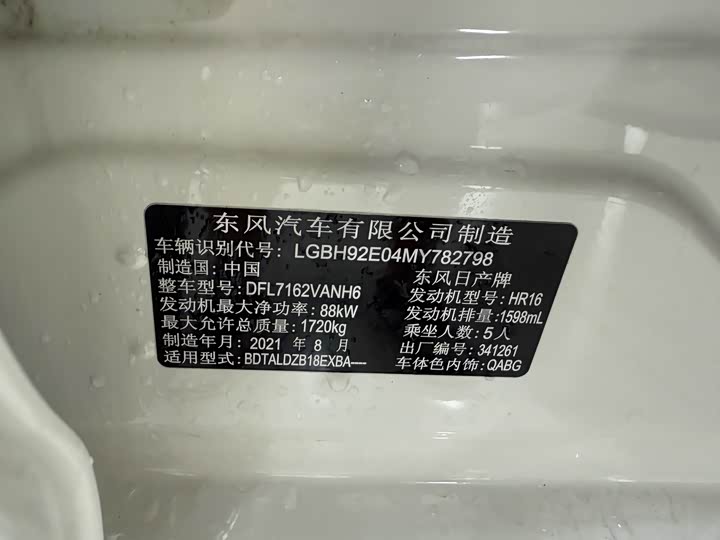 东风汽车有限公司制造
车辆识别代号: LGBH92E04MY782798
制造国: 中国 东风日产牌
整车型号: DFL7162VANH6 发动机型号: HR16
发动机最大净功率: 88kW 发动机排量: 1598mL
最大允许总质量: 1720kg 乘坐人数: 5人
制造年月: 2021 年 8 月 出厂编号: 341261
适用型式: BDTALDZB18EXBA----- 车体色内饰: QABG